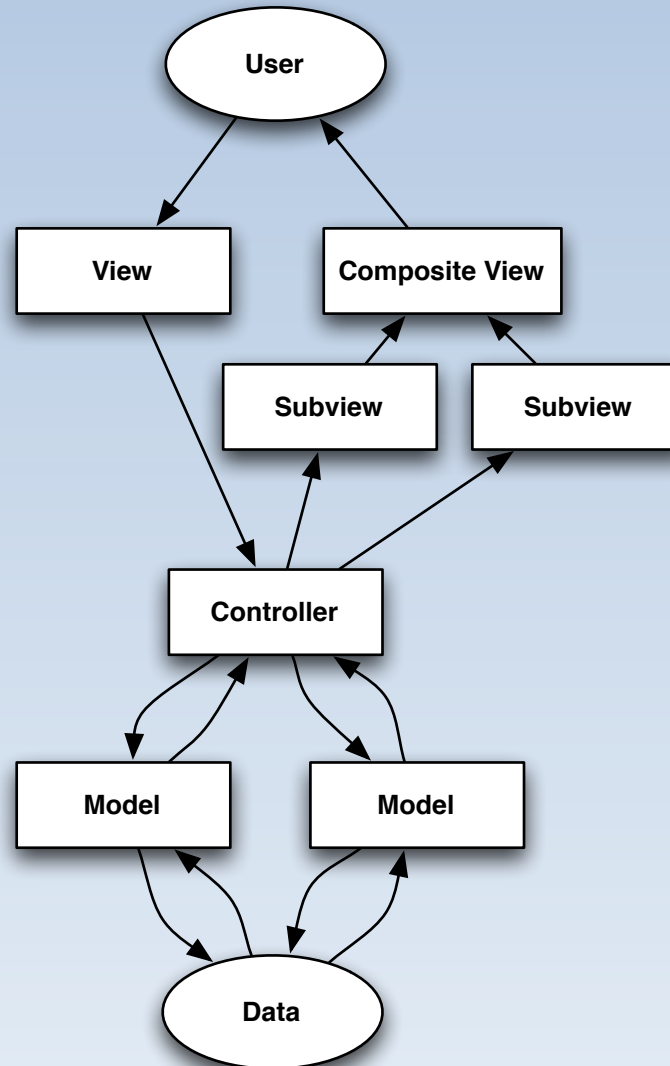 User
View
Composite View
Subview
Subview
Controller
Model
Model
Data